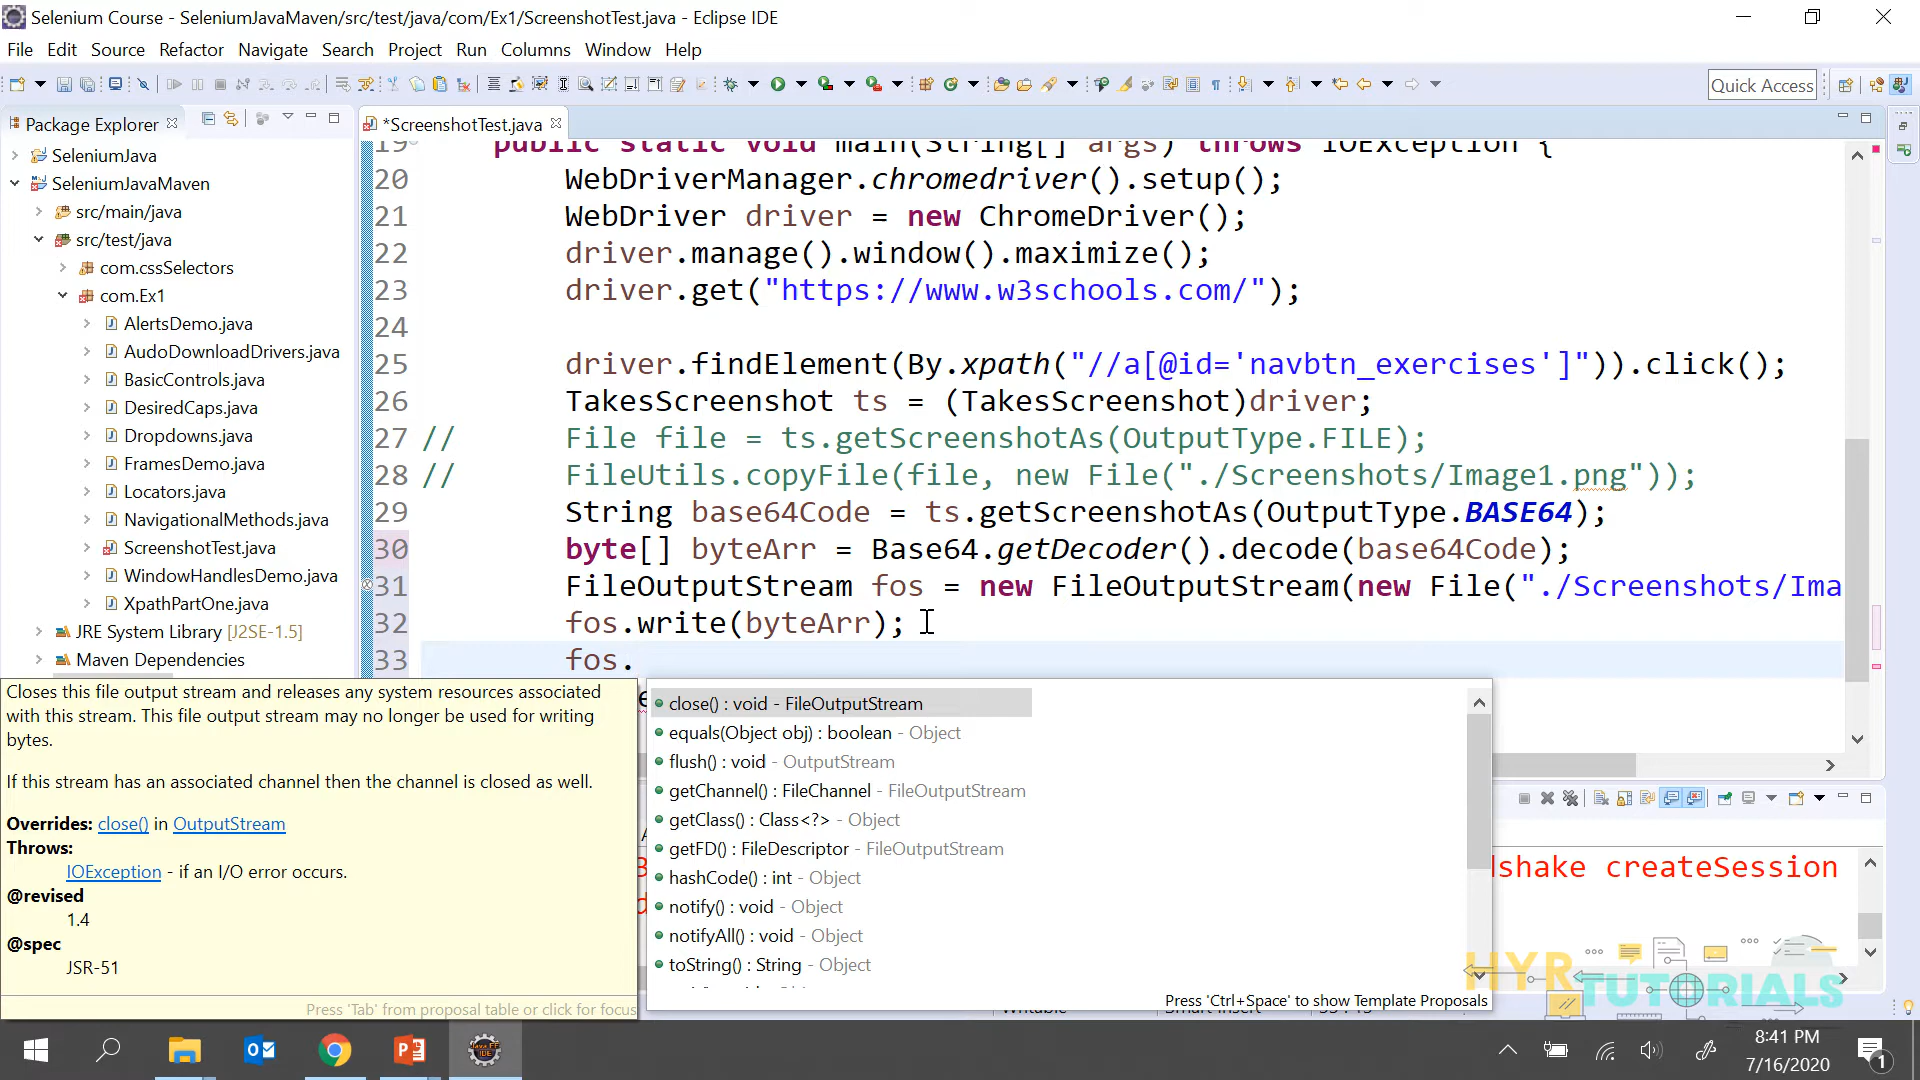 Selenium Course - SeleniumJavaMaven/src/test/java/com/Ex1/ScreenshotTest.java - Eclipse IDE
File Edit Source Refactor Navigate Search Project Run Columns Window Help
Quick Access
Package Explorer
*ScreenshotTest.java
SeleniumJava
SeleniumJavaMaven
src/main/java
src/test/java
com.cssSelectors
com.Ex1
AlertsDemo.java
AudoDownloadDrivers.java
BasicControls.java
DesiredCaps.java
Dropdowns.java
FramesDemo.java
Locators.java
NavigationalMethods.java
ScreenshotTest.java
WindowHandlesDemo.java
XpathPartOne.java
JRE System Library [J2SE-1.5]
Maven Dependencies
19 public static void main(String[] args) throws IOException {
20 WebDriverManager.chromedriver().setup();
21 WebDriver driver = new ChromeDriver();
22 driver.manage().window().maximize();
23 driver.get("https://www.w3schools.com/");
24
25 driver.findElement(By.xpath("//a[@id='navbtn_exercises']")).click();
26 TakesScreenshot ts = (TakesScreenshot)driver;
27 // File file = ts.getScreenshotAs(OutputType.FILE);
28 // FileUtils.copyFile(file, new File("./Screenshots/Image1.png"));
29 String base64Code = ts.getScreenshotAs(OutputType.BASE64);
30 byte[] byteArr = Base64.getDecoder().decode(base64Code);
31 FileOutputStream fos = new FileOutputStream(new File("./Screenshots/Ima
32 fos.write(byteArr);
33 fos.
Closes this file output stream and releases any system resources associated
with this stream. This file output stream may no longer be used for writing
bytes.
If this stream has an associated channel then the channel is closed as well.
Overrides: close() in OutputStream
Throws:
IOException - if an I/O error occurs.
@revised
1.4
@spec
JSR-51
Press 'Tab' from proposal table or click for focus
close() : void - FileOutputStream
equals(Object obj) : boolean - Object
flush() : void - OutputStream
getChannel() : FileChannel - FileOutputStream
getClass() : Class<?> - Object
getFD() : FileDescriptor - FileOutputStream
hashCode() : int - Object
notify() : void - Object
notifyAll() : void - Object
toString() : String - Object
Press 'Ctrl+Space' to show Template Proposals
dshake createSession
HYR TUTORIALS
8:41 PM
7/16/2020
1